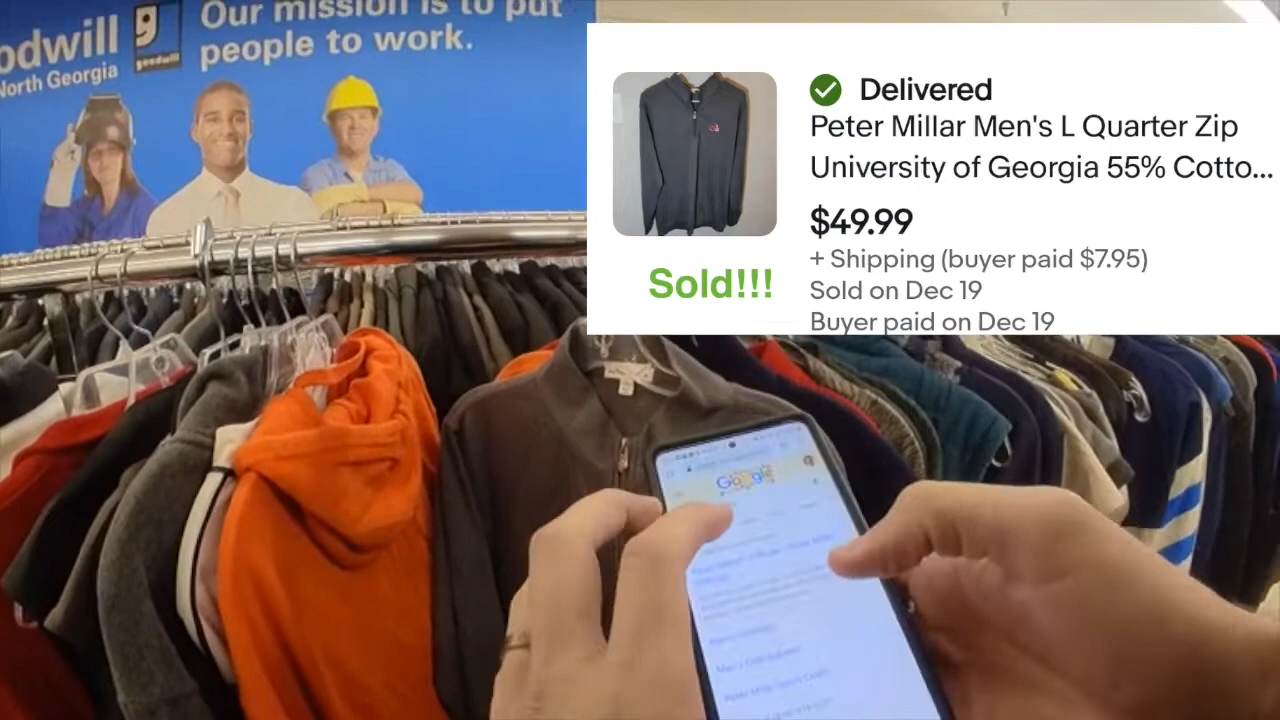 odwill
North Georgia
g
goodwill
Our mission is to put
people to work.
Delivered
Peter Millar Men's L Quarter Zip
University of Georgia 55% Cotto...
$49.99
+ Shipping (buyer paid $7.95)
Sold on Dec 19
Buyer paid on Dec 19
Sold!!!
Google